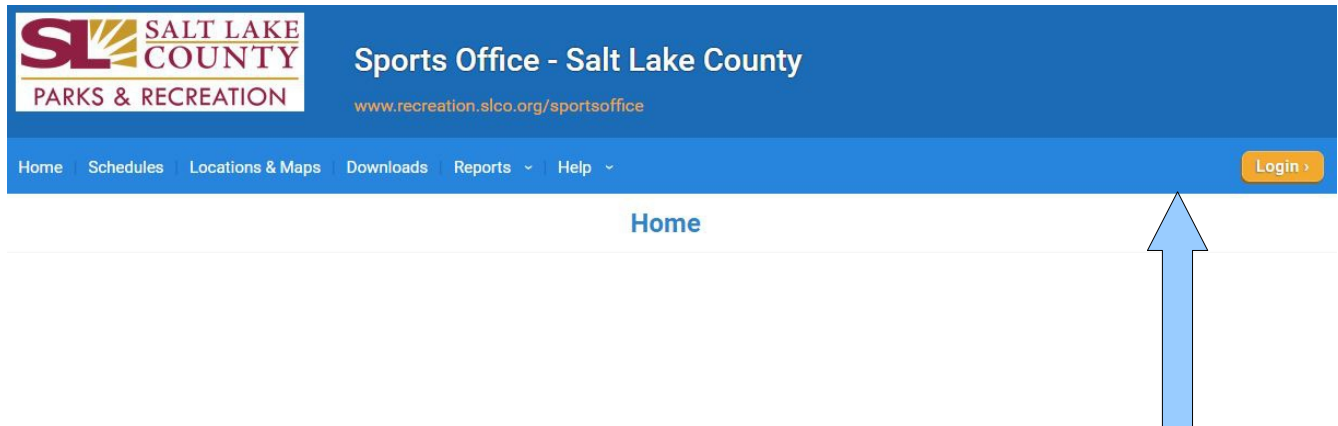 SL SALT LAKE
COUNTY
PARKS & RECREATION
Sports Office - Salt Lake County
www.recreation.slco.org/sportsoffice
Home Schedules Locations & Maps Downloads Reports Help Login ›
Home